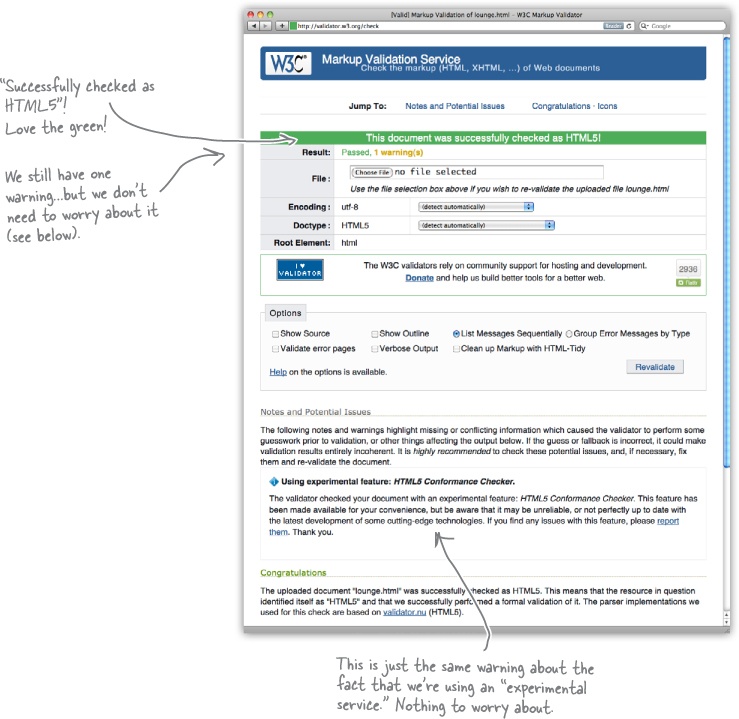 [Valid] Markup Validation of lounge.html - W3C Markup Validator
http://validator.w3.org/check
Reader
Google
W3C®
Markup Validation Service
Check the markup (HTML, XHTML, ...) of Web documents
"Successfully checked as
HTML5"!
Love the green!
We still have one
warning...but we don't
need to worry about it
(see below).
Jump To:
Notes and Potential Issues
Congratulations · Icons
This document was successfully checked as HTML5!
Result: Passed, 1 warning(s)
File : Choose File no file selected
Use the file selection box above if you wish to re-validate the uploaded file lounge.html
Encoding : utf-8 (detect automatically)
Doctype : HTML5 (detect automatically)
Root Element: html
I ♥
VALIDATOR
The W3C validators rely on community support for hosting and development.
Donate and help us build better tools for a better web.
2936
Flattr
Options
Show Source Show Outline List Messages Sequentially Group Error Messages by Type
Validate error pages Verbose Output Clean up Markup with HTML-Tidy
Help on the options is available.
Revalidate
Notes and Potential Issues
The following notes and warnings highlight missing or conflicting information which caused the validator to perform some
guesswork prior to validation, or other things affecting the output below. If the guess or fallback is incorrect, it could make
validation results entirely incoherent. It is highly recommended to check these potential issues, and, if necessary, fix
them and re-validate the document.
Using experimental feature: HTML5 Conformance Checker.
The validator checked your document with an experimental feature: HTML5 Conformance Checker. This feature has
been made available for your convenience, but be aware that it may be unreliable, or not perfectly up to date with
the latest development of some cutting-edge technologies. If you find any issues with this feature, please report
them. Thank you.
Congratulations
The uploaded document "lounge.html" was successfully checked as HTML5. This means that the resource in question
identified itself as "HTML5" and that we successfully performed a formal validation of it. The parser implementations we
used for this check are based on validator.nu (HTML5).
This is just the same warning about the
fact that we're using an "experimental
service." Nothing to worry about.